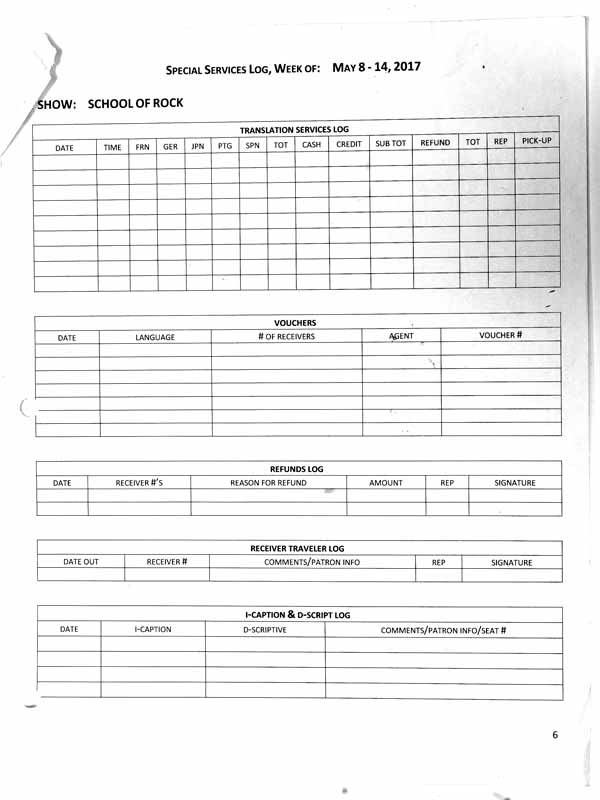 SPECIAL SERVICES LOG, WEEK OF: MAY 8 - 14, 2017
SHOW: SCHOOL OF ROCK
TRANSLATION SERVICES LOG
DATE TIME FRN GER JPN PTG SPN TOT CASH CREDIT SUB TOT REFUND TOT REP PICK-UP
VOUCHERS
DATE LANGUAGE # OF RECEIVERS AGENT VOUCHER #
REFUNDS LOG
DATE RECEIVER #'S REASON FOR REFUND AMOUNT REP SIGNATURE
RECEIVER TRAVELER LOG
DATE OUT RECEIVER # COMMENTS/PATRON INFO REP SIGNATURE
I-CAPTION & D-SCRIPT LOG
DATE I-CAPTION D-SCRIPTIVE COMMENTS/PATRON INFO/SEAT #
6